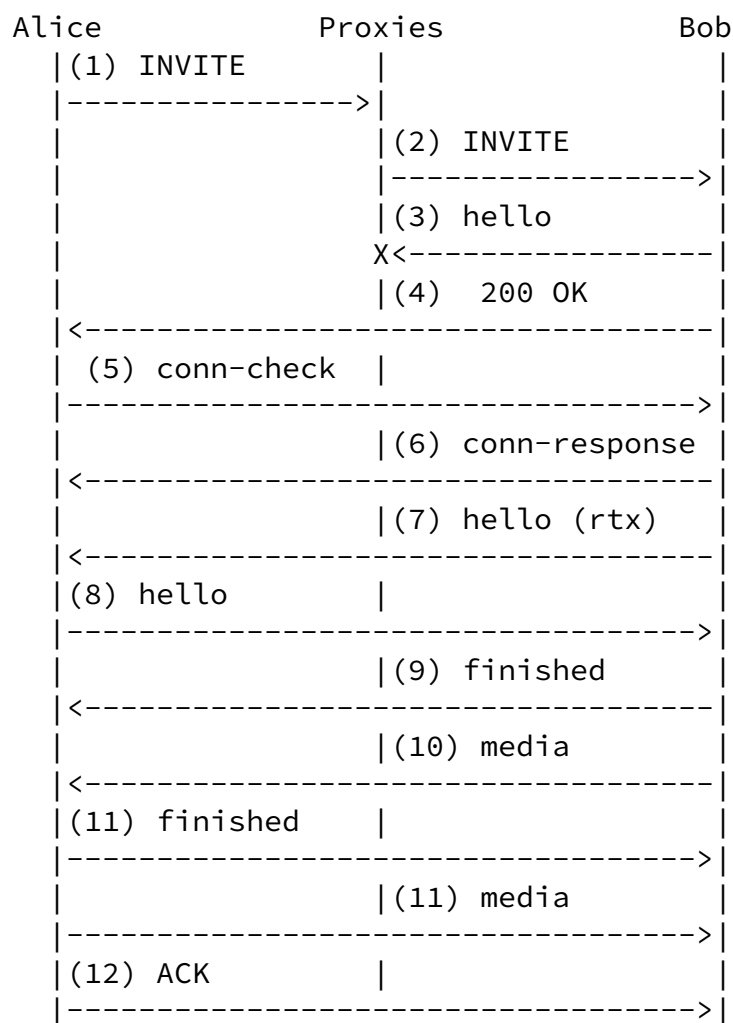 Alice            Proxies             Bob
  |(1) INVITE       |                  |
  |---------------->|                  |
  |                 |(2) INVITE        |
  |                 |----------------->|
  |                 |(3) hello         |
  |                 X<-----------------|
  |                 |(4)  200 OK       |
  |<-----------------------------------|
  | (5) conn-check  |                  |
  |----------------------------------->|
  |                 |(6) conn-response |
  |<-----------------------------------|
  |                 |(7) hello (rtx)   |
  |<-----------------------------------|
  |(8) hello        |                  |
  |----------------------------------->|
  |                 |(9) finished      |
  |<-----------------------------------|
  |                 |(10) media        |
  |<-----------------------------------|
  |(11) finished    |                  |
  |----------------------------------->|
  |                 |(11) media        |
  |----------------------------------->|
  |(12) ACK         |                  |
  |----------------------------------->|